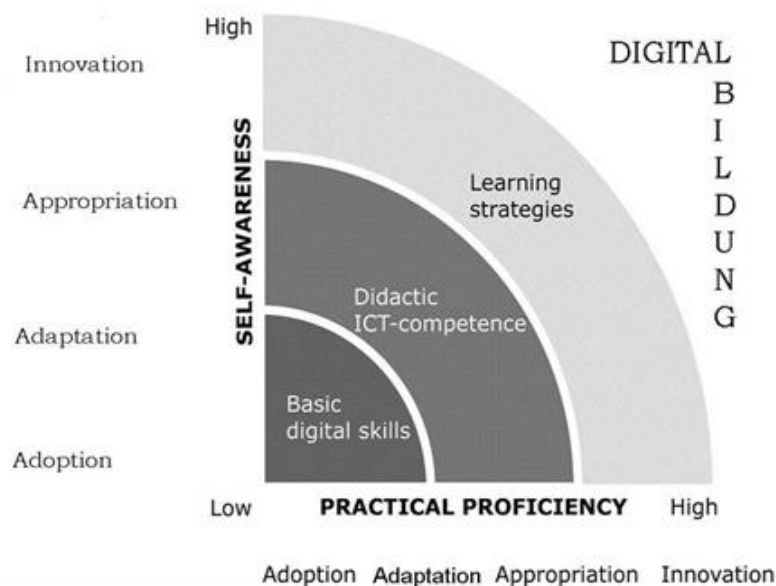 High
DIGITAL
BILDUNG
Innovation
Learning
strategies
Appropriation
SELF-AWARENESS
Didactic
ICT-competence
Adaptation
Basic
digital skills
Adoption
Low PRACTICAL PROFICIENCY High
Adoption Adaptation Appropriation Innovation